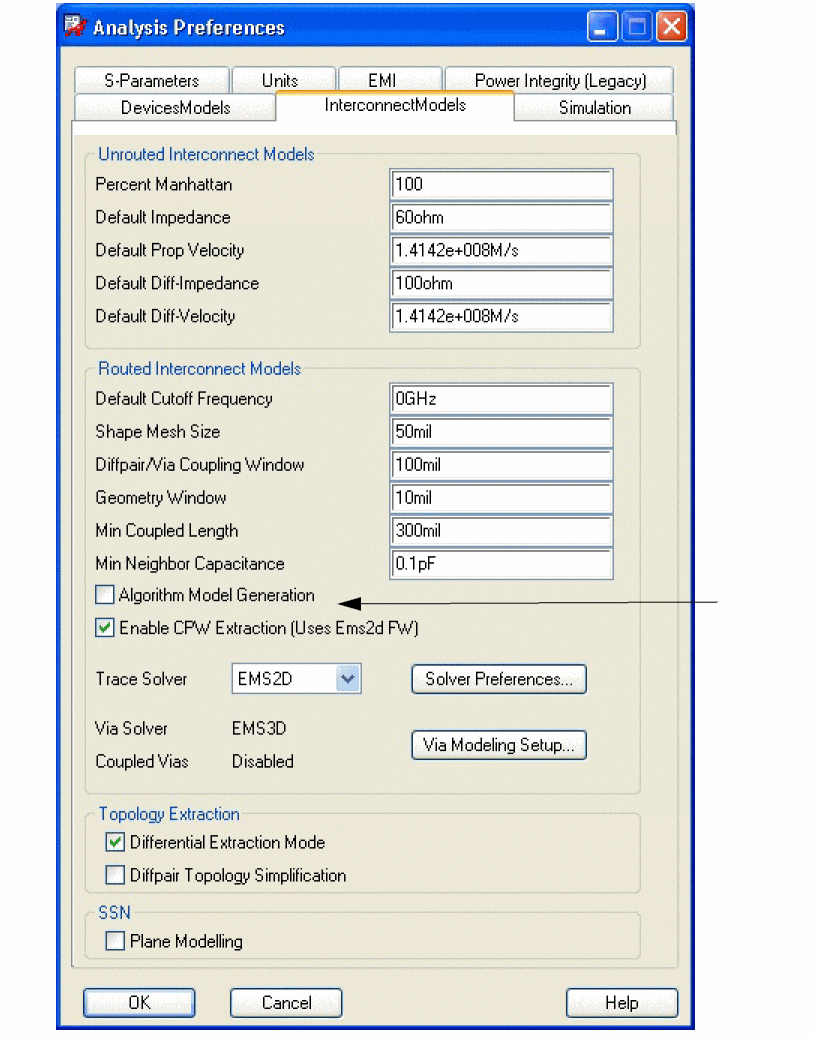 Analysis Preferences
S-Parameters Units EMI Power Integrity (Legacy)
DevicesModels InterconnectModels Simulation
Unrouted Interconnect Models
Percent Manhattan 100
Default Impedance 60ohm
Default Prop Velocity 1.4142e+008M/s
Default Diff-Impedance 100ohm
Default Diff-Velocity 1.4142e+008M/s
Routed Interconnect Models
Default Cutoff Frequency 0GHz
Shape Mesh Size 50mil
Diffpair/Via Coupling Window 100mil
Geometry Window 10mil
Min Coupled Length 300mil
Min Neighbor Capacitance 0.1pF
Algorithm Model Generation
Enable CPW Extraction (Uses Ems2d FW)
Trace Solver EMS2D Solver Preferences...
Via Solver EMS3D
Via Modeling Setup...
Coupled Vias Disabled
Topology Extraction
Differential Extraction Mode
Diffpair Topology Simplification
SSN
Plane Modelling
OK Cancel Help